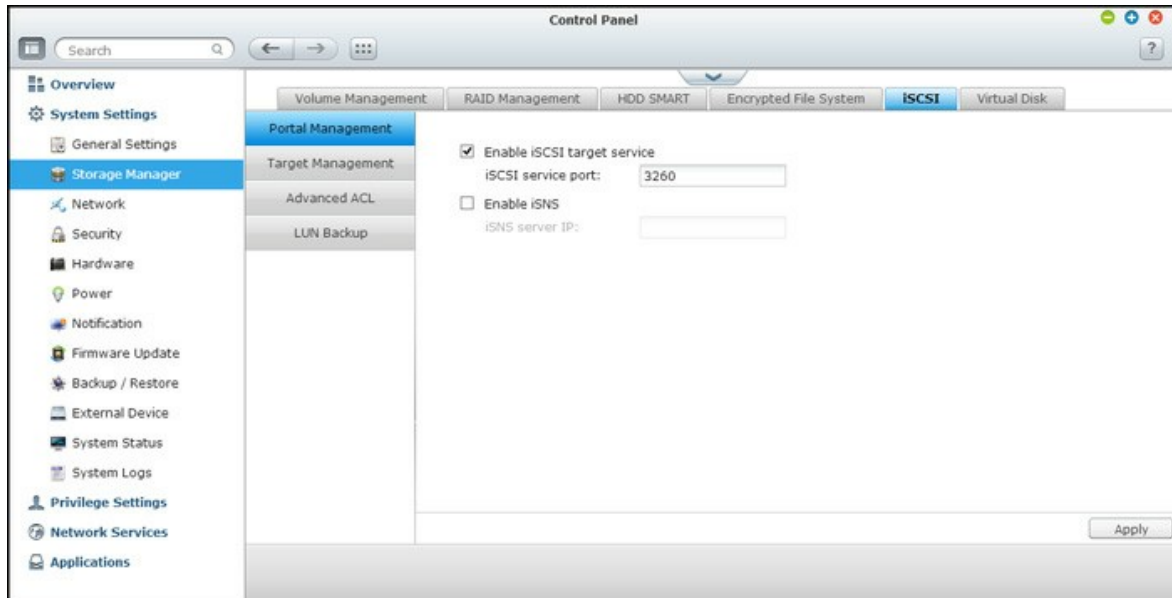 Control Panel
Search
?
Overview
System Settings
General Settings
Storage Manager
Network
Security
Hardware
Power
Notification
Firmware Update
Backup / Restore
External Device
System Status
System Logs
Privilege Settings
Network Services
Applications
Volume Management RAID Management HDD SMART Encrypted File System iSCSI Virtual Disk
Portal Management
Target Management
Advanced ACL
LUN Backup
Enable iSCSI target service
iSCSI service port: 3260
Enable iSNS
iSNS server IP:
Apply